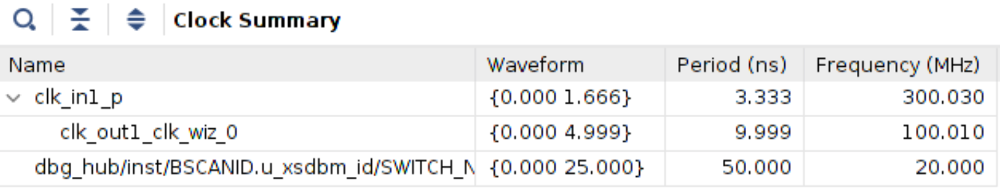 Clock Summary
Name Waveform Period (ns) Frequency (MHz)
clk_in1_p {0.000 1.666} 3.333 300.030
clk_out1_clk_wiz_0 {0.000 4.999} 9.999 100.010
dbg_hub/inst/BSCANID.u_xsdbm_id/SWITCH_N {0.000 25.000} 50.000 20.000